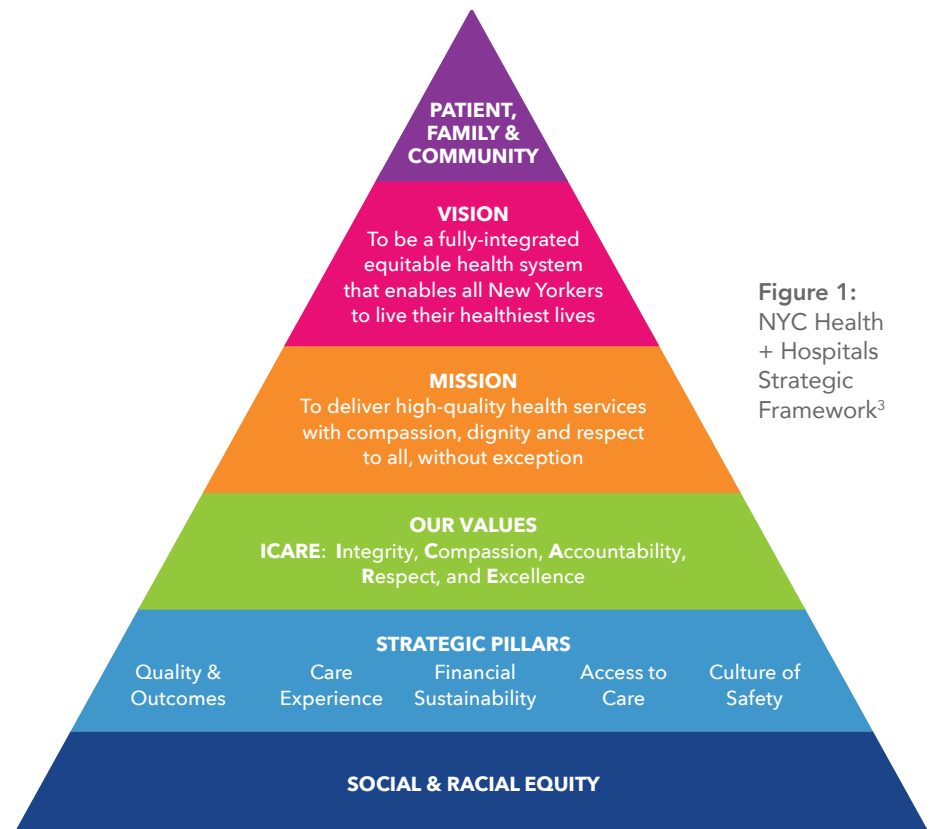 PATIENT,
FAMILY &
COMMUNITY
VISION
To be a fully-integrated
equitable health system
that enables all New Yorkers
to live their healthiest lives
Figure 1:
NYC Health
+ Hospitals
Strategic
Framework³
MISSION
To deliver high-quality health services
with compassion, dignity and respect
to all, without exception
OUR VALUES
ICARE: Integrity, Compassion, Accountability,
Respect, and Excellence
STRATEGIC PILLARS
Quality &
Outcomes
Care
Experience
Financial
Sustainability
Access to
Care
Culture of
Safety
SOCIAL & RACIAL EQUITY